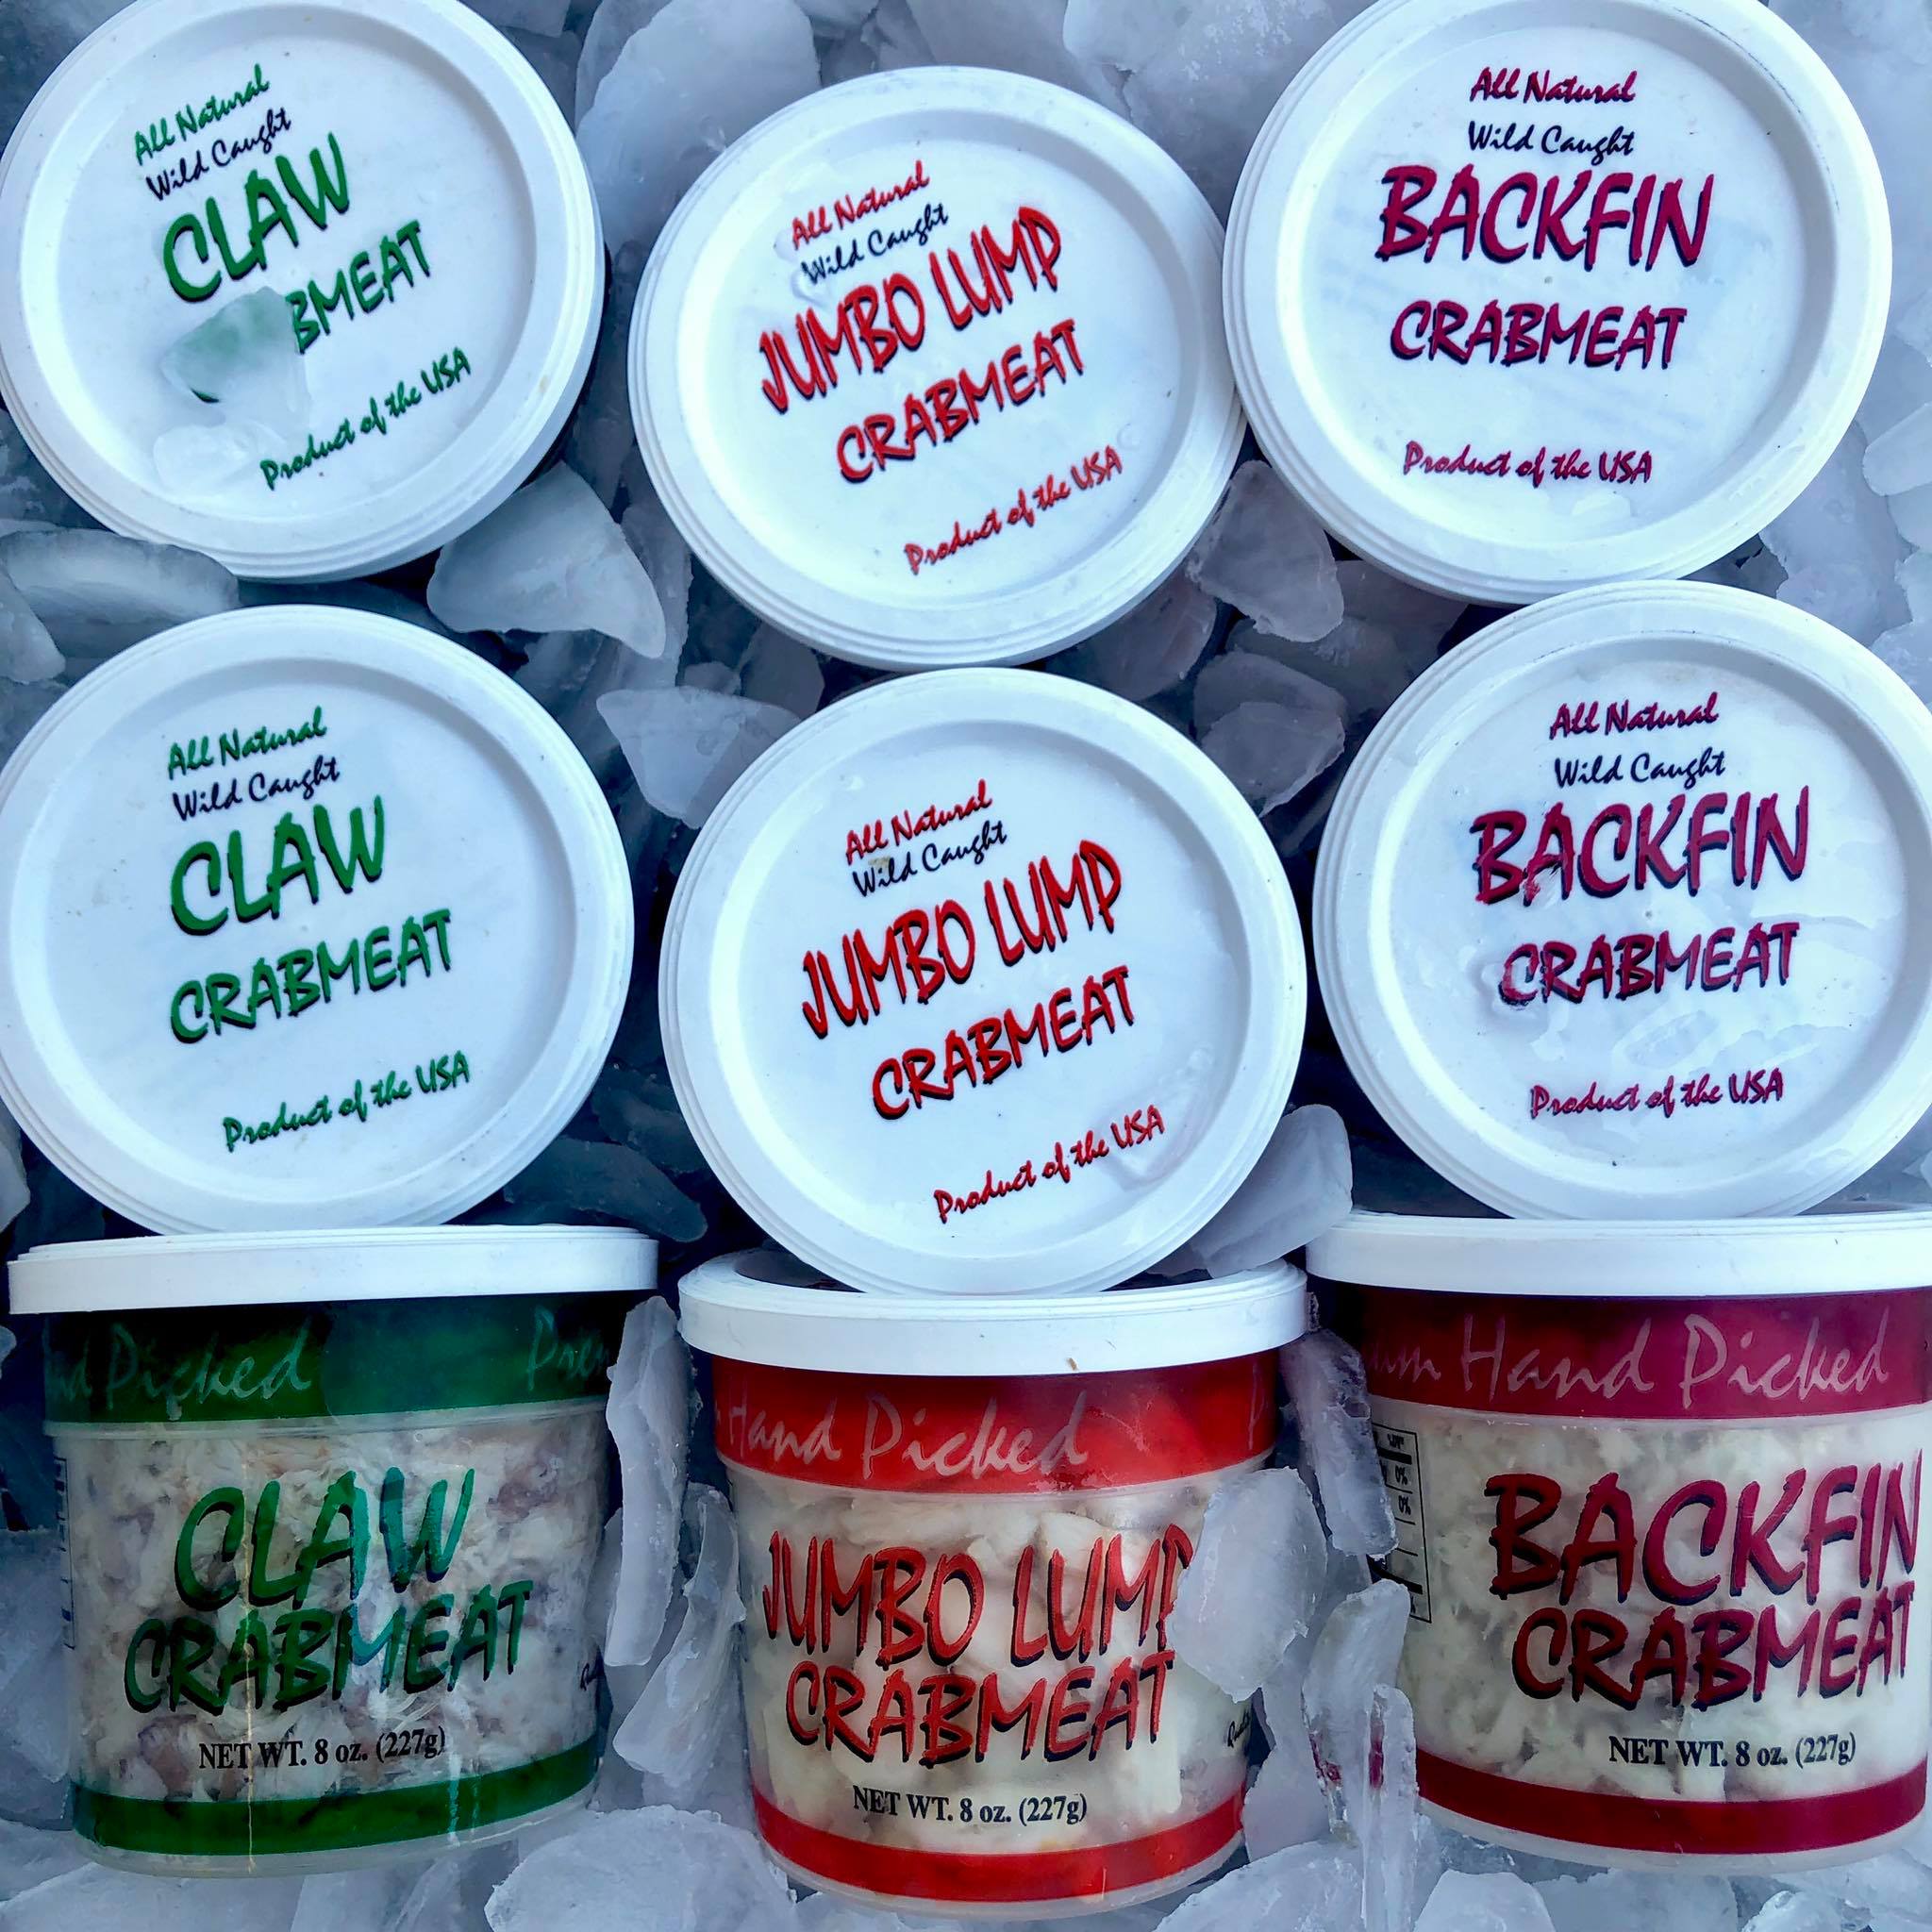 All Natural
Wild Caught
CLAW
BMEAT
Product of the USA
All Natural
Wild Caught
JUMBO LUMP
CRABMEAT
Product of the USA
All Natural
Wild Caught
BACKFIN
CRABMEAT
Product of the USA
All Natural
Wild Caught
CLAW
CRABMEAT
Product of the USA
All Natural
Wild Caught
JUMBO LUMP
CRABMEAT
Product of the USA
All Natural
Wild Caught
BACKFIN
CRABMEAT
Product of the USA
Picked
CLAW
CRABMEAT
NET WT. 8 oz. (227g)
Hand Picked
JUMBO LUMP
CRABMEAT
NET WT. 8 oz. (227g)
Hand Picked
0%
0%
BACKFIN
CRABMEAT
NET WT. 8 oz. (227g)